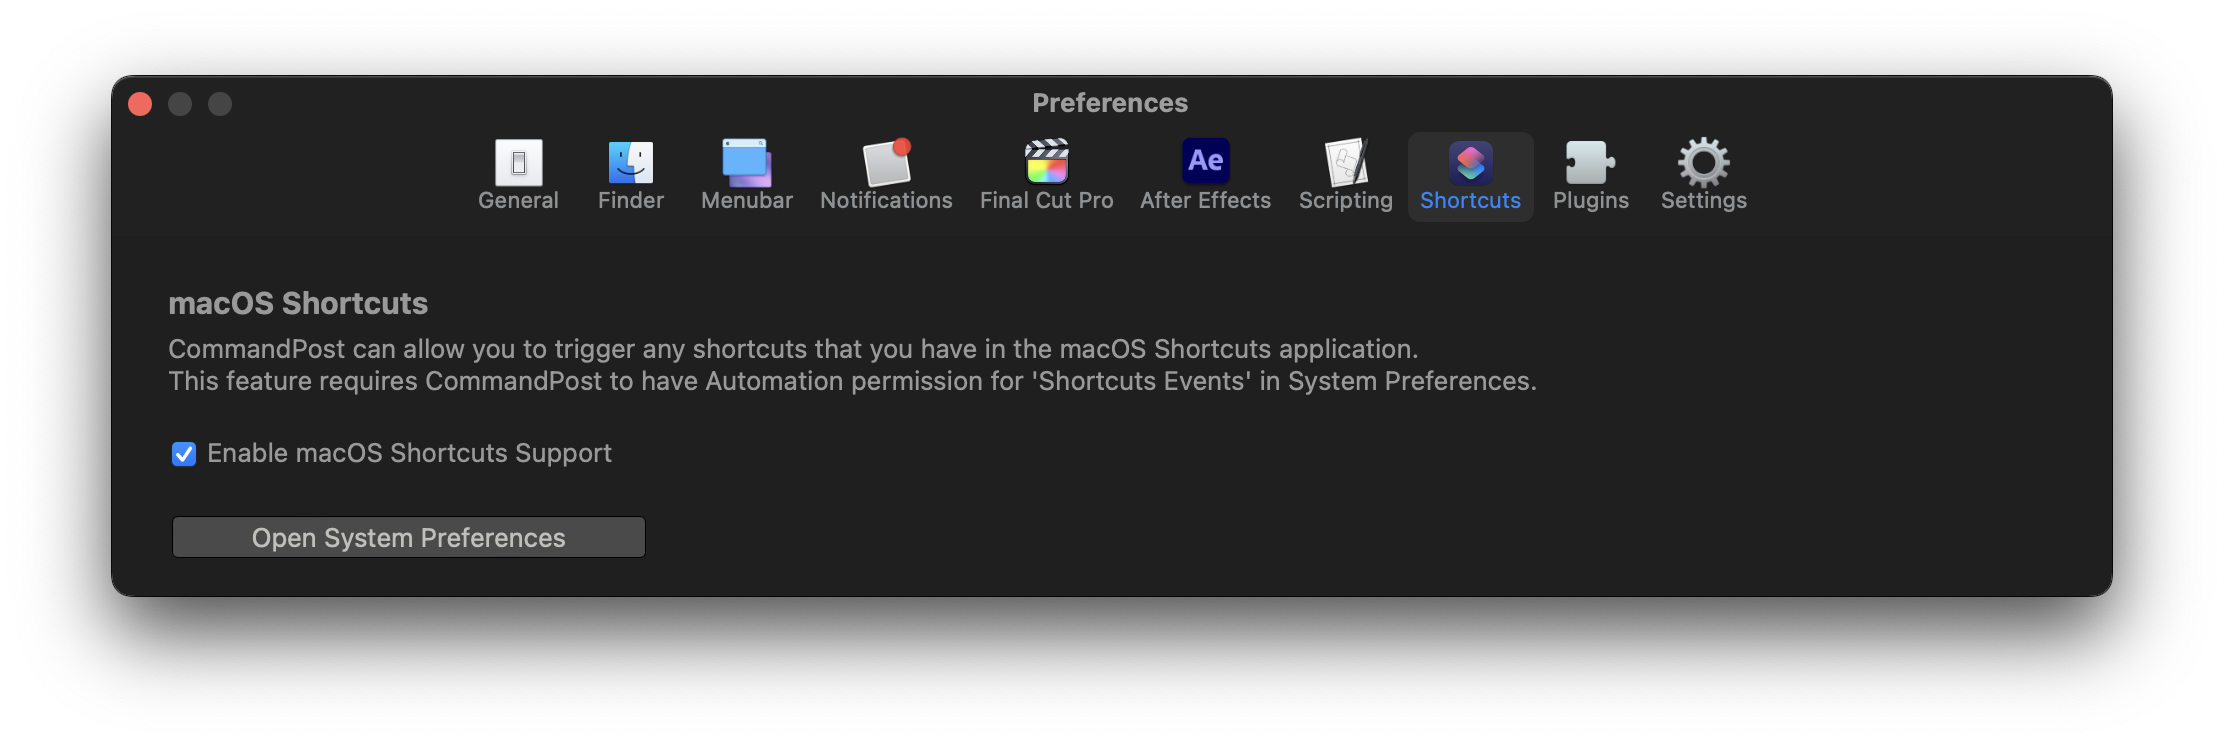 Preferences
General
Finder
Menubar
Notifications
Final Cut Pro
Ae
After Effects
Scripting
Shortcuts
Plugins
Settings
macOS Shortcuts
CommandPost can allow you to trigger any shortcuts that you have in the macOS Shortcuts application.
This feature requires CommandPost to have Automation permission for 'Shortcuts Events' in System Preferences.
Enable macOS Shortcuts Support
Open System Preferences